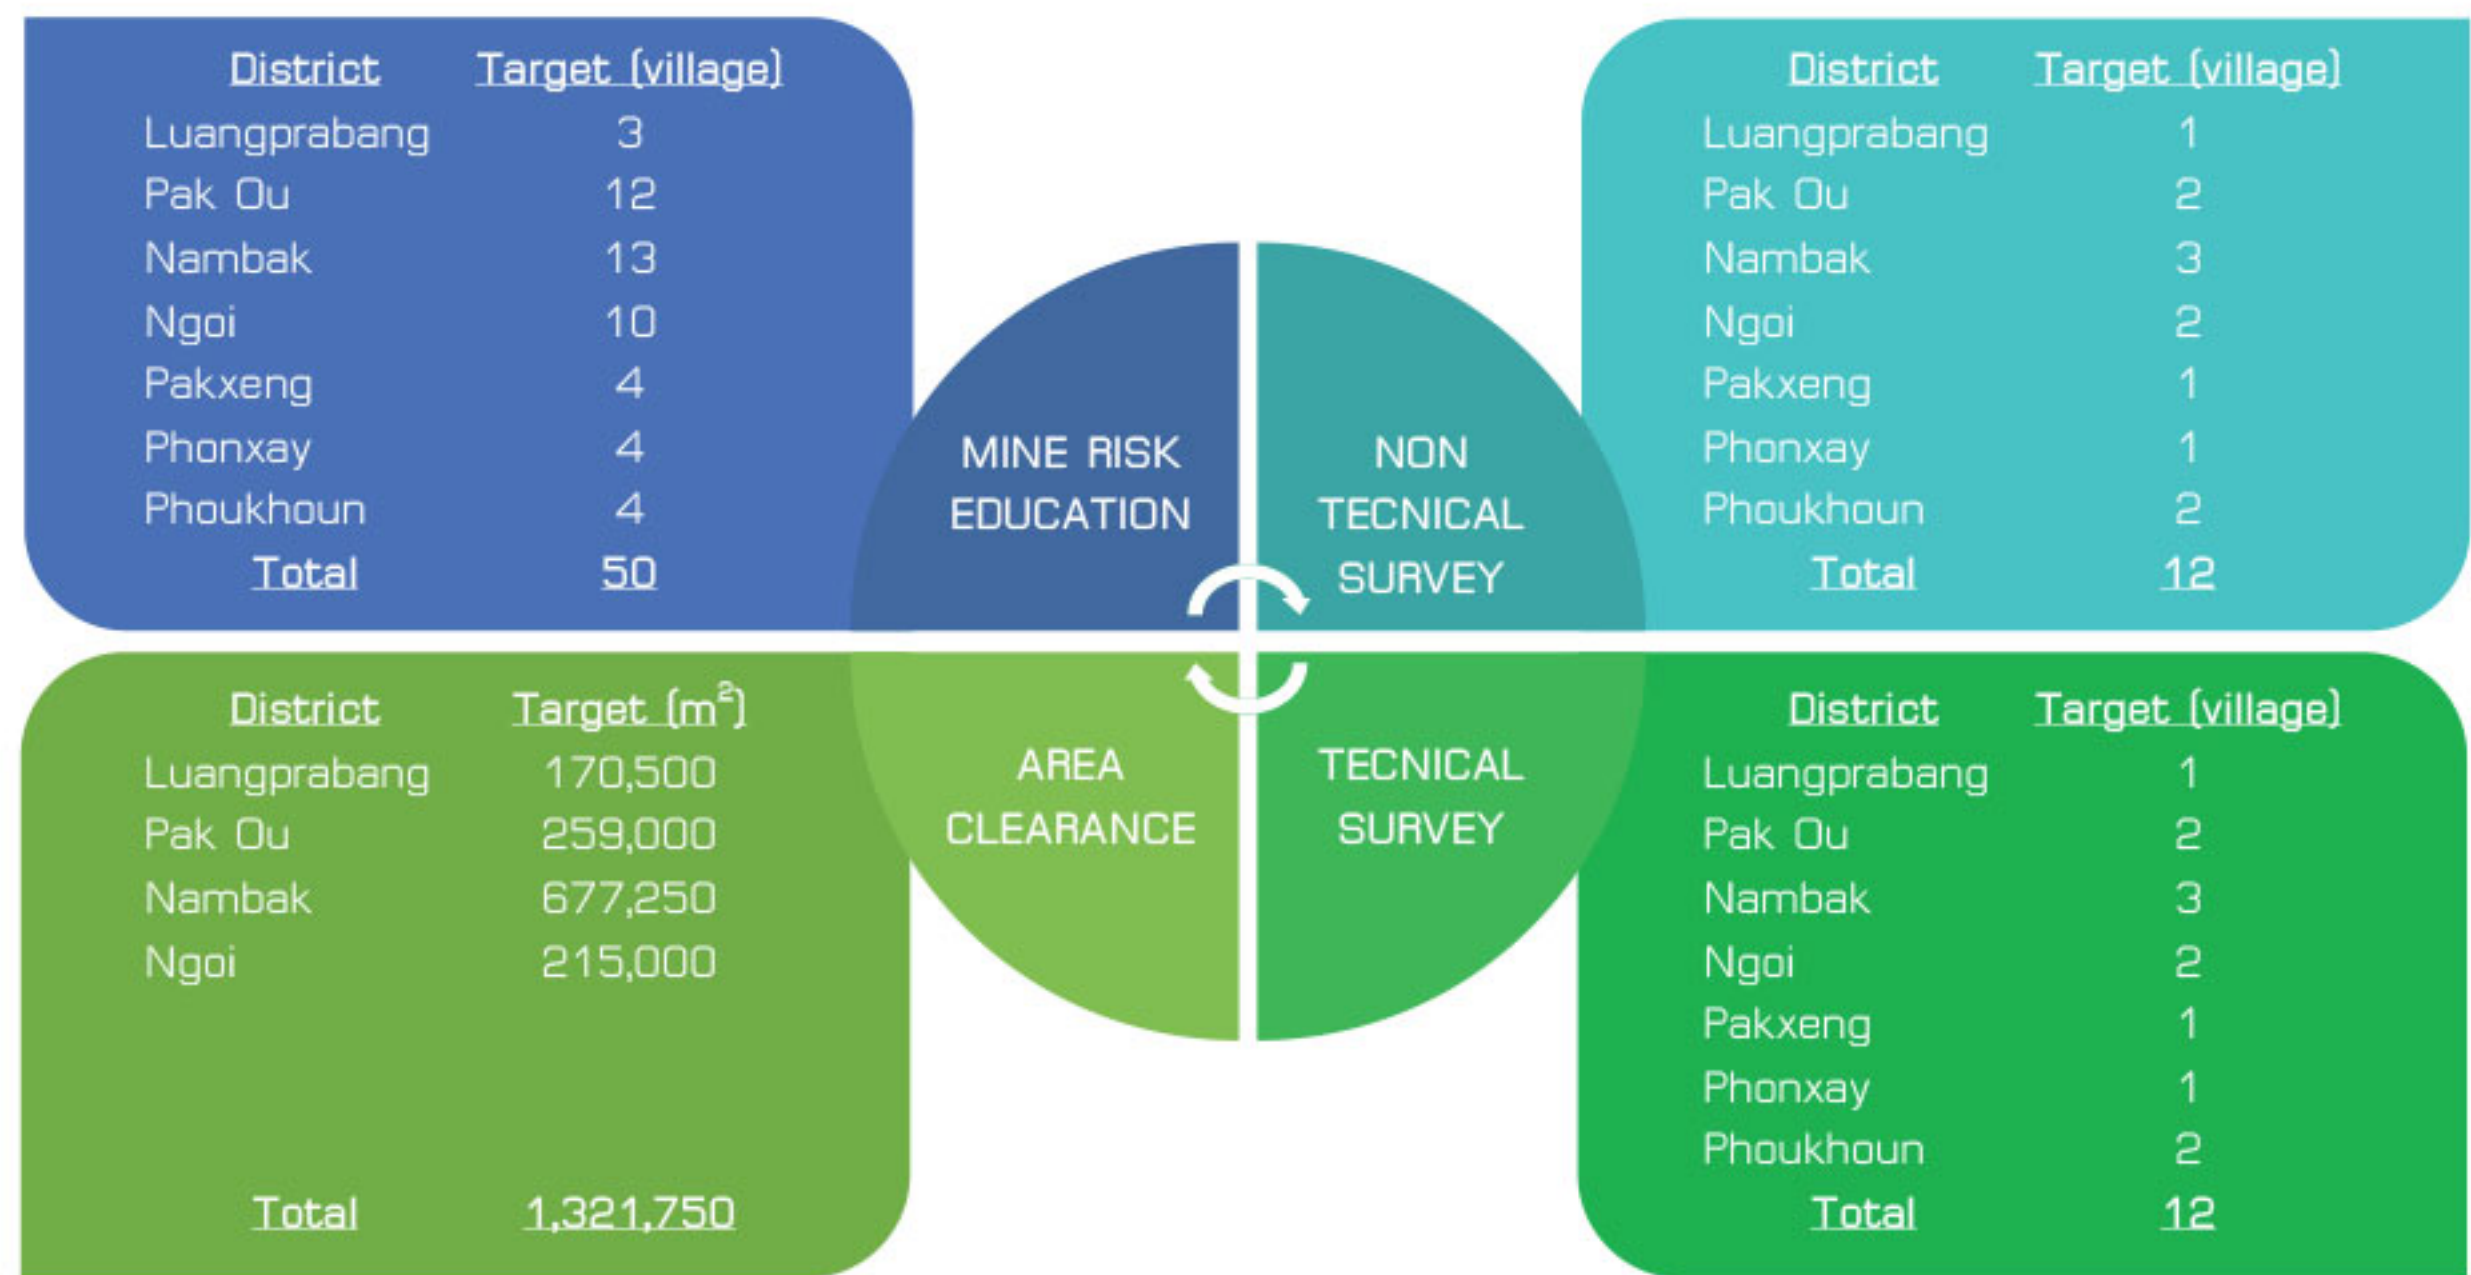 District Target (village)
Luangprabang 3
Pak Ou 12
Nambak 13
Ngoi 10
Pakxeng 4
Phonxay 4
Phoukhoun 4
Total 50
District Target (village)
Luangprabang 1
Pak Ou 2
Nambak 3
Ngoi 2
Pakxeng 1
Phonxay 1
Phoukhoun 2
Total 12
MINE RISK
EDUCATION
NON
TECNICAL
SURVEY
AREA
CLEARANCE
TECNICAL
SURVEY
District Target (m²)
Luangprabang 170,500
Pak Ou 259,000
Nambak 677,250
Ngoi 215,000
Total 1,321,750
District Target (village)
Luangprabang 1
Pak Ou 2
Nambak 3
Ngoi 2
Pakxeng 1
Phonxay 1
Phoukhoun 2
Total 12